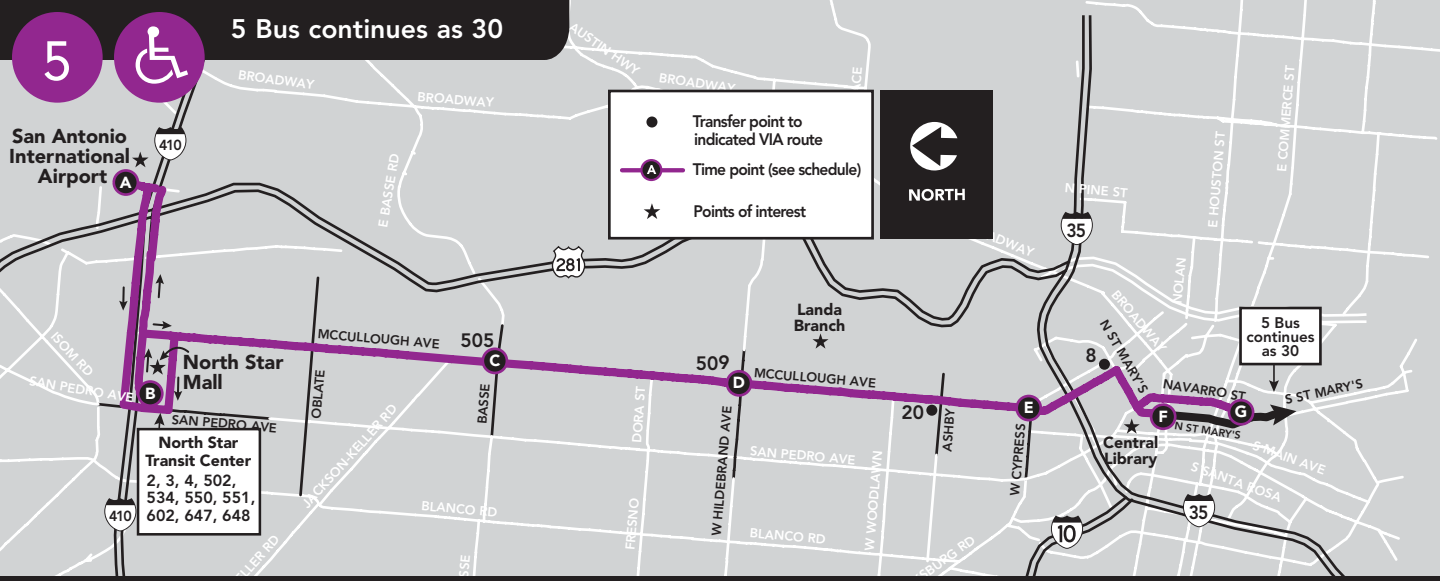 5
5 Bus continues as 30
AUSTIN HWY
BROADWAY
BROADWAY
BROADWAY
San Antonio
International
Airport
410
A
E BASSE RD
Transfer point to
indicated VIA route
A
Time point (see schedule)
Points of interest
NORTH
N PINE ST
E HOUSTON ST
E COMMERCE ST
35
281
NOLAN
BROADWAY
ISOM RD
North Star
Mall
B
SAN PEDRO AVE
SAN PEDRO AVE
OBLATE
MCCULLOUGH AVE
505
C
BASSE
JACKSON-KELLER RD
509
D
MCCULLOUGH AVE
Landa
Branch
DORA ST
W HILDEBRAND AVE
SAN PEDRO AVE
20
ASHBY
E
W CYPRESS
8
N ST MARY'S
NAVARRO ST
F
G
N ST MARY'S
S ST MARY'S
5 Bus
continues
as 30
Central
Library
S MAIN AVE
S SANTA ROSA
North Star
Transit Center
2, 3, 4, 502,
534, 550, 551,
602, 647, 648
410
BLANCO RD
FRESNO
BLANCO RD
W WOODLAWN
10
35